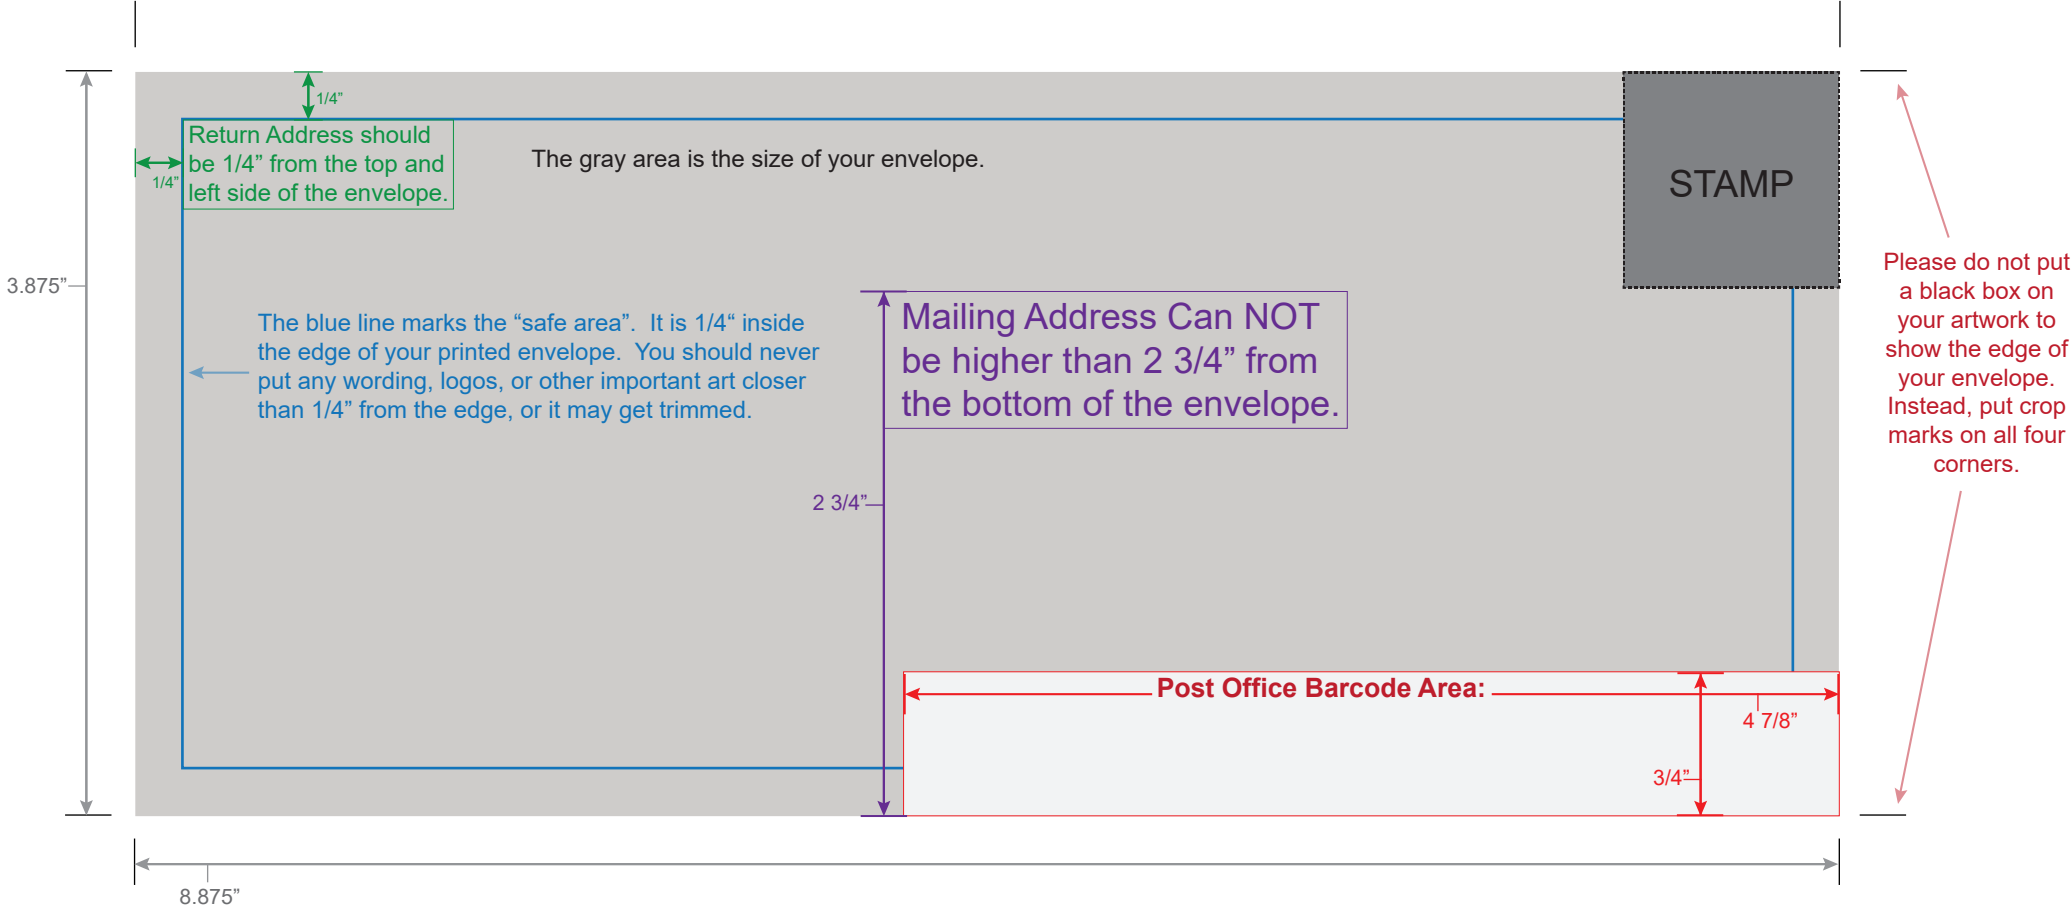 1/4”
Return Address should
be 1/4” from the top and
left side of the envelope.
1/4”
The gray area is the size of your envelope.
STAMP
3.875”
The blue line marks the “safe area”.  It is 1/4“ inside
the edge of your printed envelope.  You should never
put any wording, logos, or other important art closer
than 1/4” from the edge, or it may get trimmed.
Mailing Address Can NOT
be higher than 2 3/4” from
the bottom of the envelope.
2 3/4”
Please do not put
a black box on
your artwork to
show the edge of
your envelope.
Instead, put crop
marks on all four
corners.
Post Office Barcode Area:
4 7/8”
3/4”
8.875”